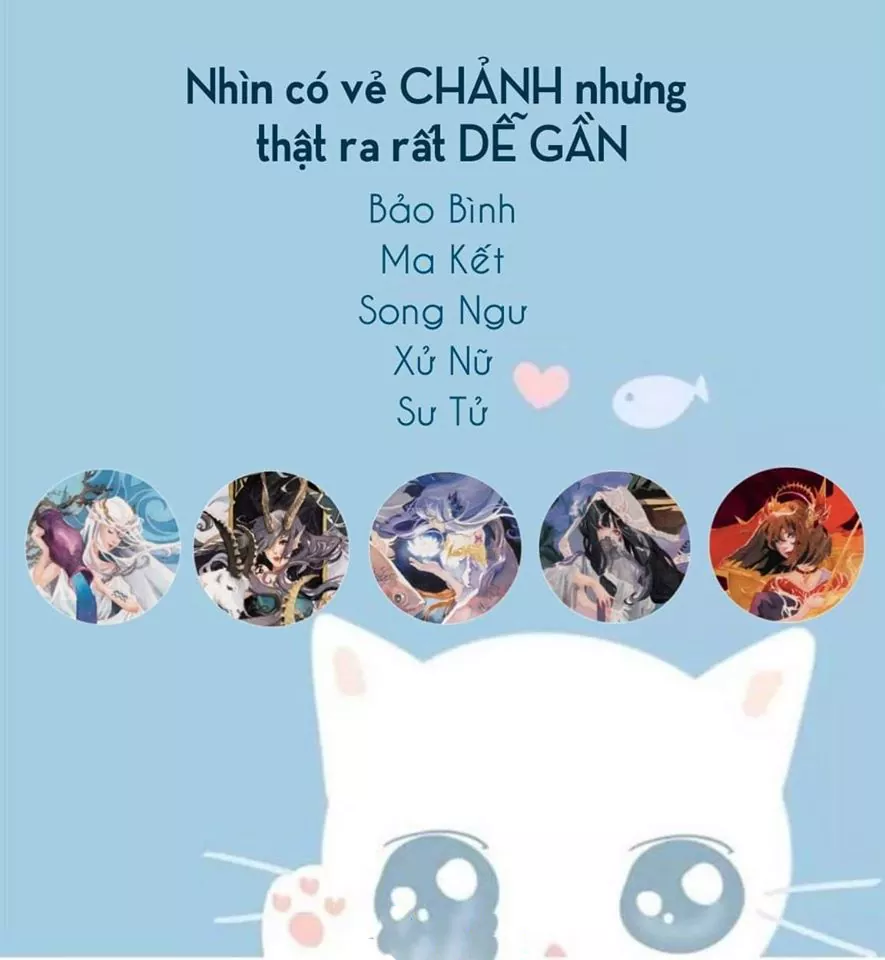 Nhìn có vẻ CHẢNH nhưng
thật ra rất DỄ GẦN
Bảo Bình
Ma Kết
Song Ngư
Xử Nữ
Sư Tử